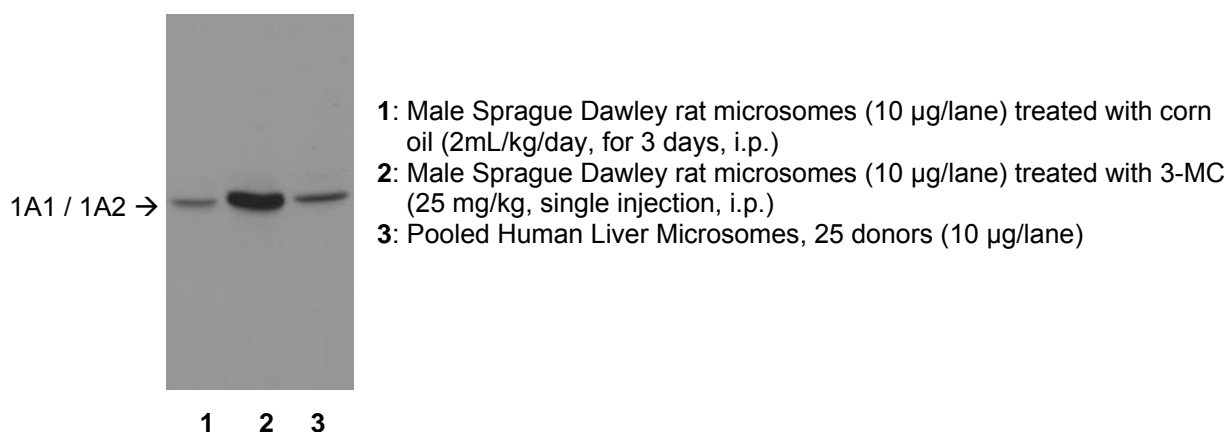 1: Male Sprague Dawley rat microsomes (10 µg/lane) treated with corn
oil (2mL/kg/day, for 3 days, i.p.)
2: Male Sprague Dawley rat microsomes (10 µg/lane) treated with 3-MC
(25 mg/kg, single injection, i.p.)
3: Pooled Human Liver Microsomes, 25 donors (10 µg/lane)
1A1 / 1A2 →
1 2 3